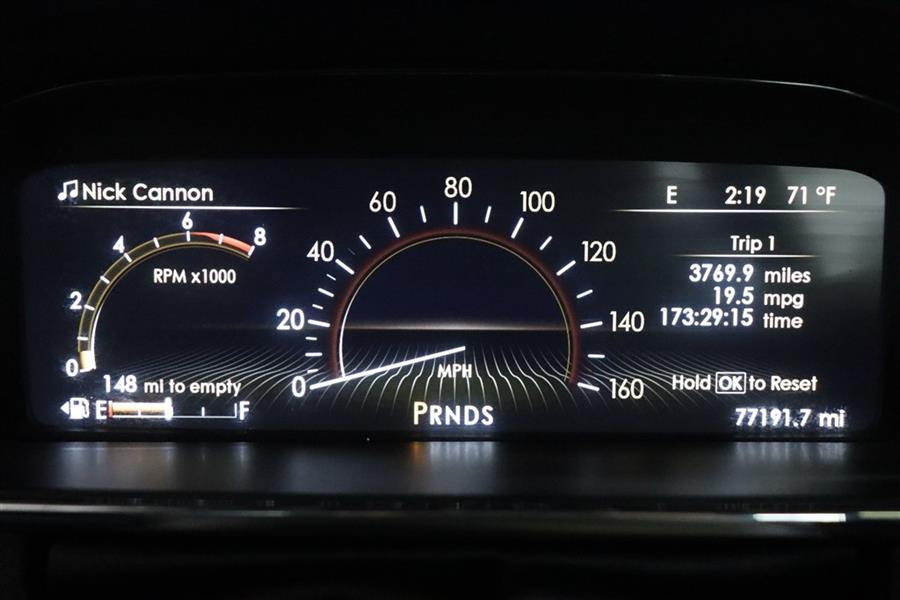 Nick Cannon
E 2:19 71 °F
0 2 4 6 8
RPM x1000
0 20 40 60 80 100 120 140 160
MPH
Trip 1
3769.9 miles
19.5 mpg
173:29:15 time
148 mi to empty
E F
PRNDS
Hold OK to Reset
77191.7 mi